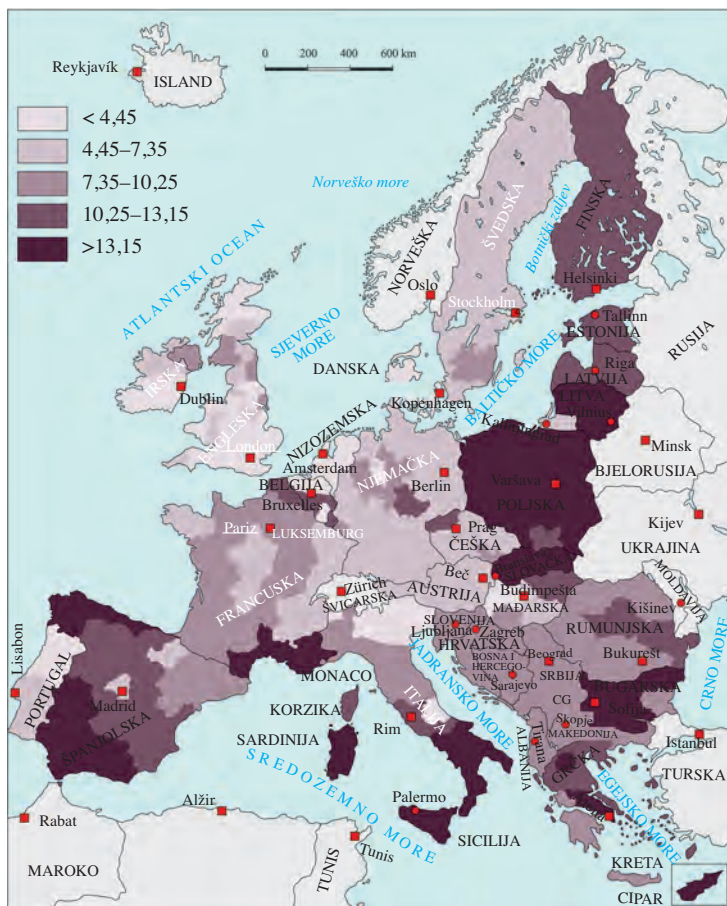 0 200 400 600 km
Reykjavík
ISLAND
< 4,45
4,45–7,35
7,35–10,25
10,25–13,15
>13,15
Norveško more
ATLANTSKI OCEAN
SJEVERNO
MORE
NORVEŠKA
ŠVEDSKA
Botnički zaljev
FINSKA
Oslo
Stockholm
Helsinki
Tallinn
ESTONIJA
RUSIJA
BALTIČKO MORE
Riga
LATVIJA
LITVA
Vilnius
DANSKA
Kopenhagen
Kaliningrad
IRSKA
Dublin
ENGLESKA
London
NIZOZEMSKA
Amsterdam
BELGIJA
Bruxelles
NJEMAČKA
Berlin
Varšava
POLJSKA
Minsk
BJELORUSIJA
Kijev
UKRAJINA
Pariz
LUKSEMBURG
Prag
ČEŠKA
SLOVAČKA
FRANCUSKA
Zürich
ŠVICARSKA
Beč
AUSTRIJA
Budimpešta
MAĐARSKA
MOLDAVIJA
Kišinev
SLOVENIJA
Ljubljana
Zagreb
HRVATSKA
RUMUNJSKA
Bukurešt
BOSNA I
HERCEGO-
VINA
Sarajevo
Beograd
SRBIJA
CRNO MORE
Lisabon
PORTUGAL
Madrid
ŠPANJOLSKA
MONACO
KORZIKA
SARDINIJA
ITALIJA
Rim
JADRANSKO MORE
CG
BUGARSKA
Sofija
Skopje
MAKEDONIJA
Tirana
ALBANIJA
Istanbul
TURSKA
GRČKA
EGEJSKO MORE
SREDOZEMNO MORE
Palermo
SICILIJA
Rabat
MAROKO
Alžir
Tunis
TUNIS
KRETA
CIPAR